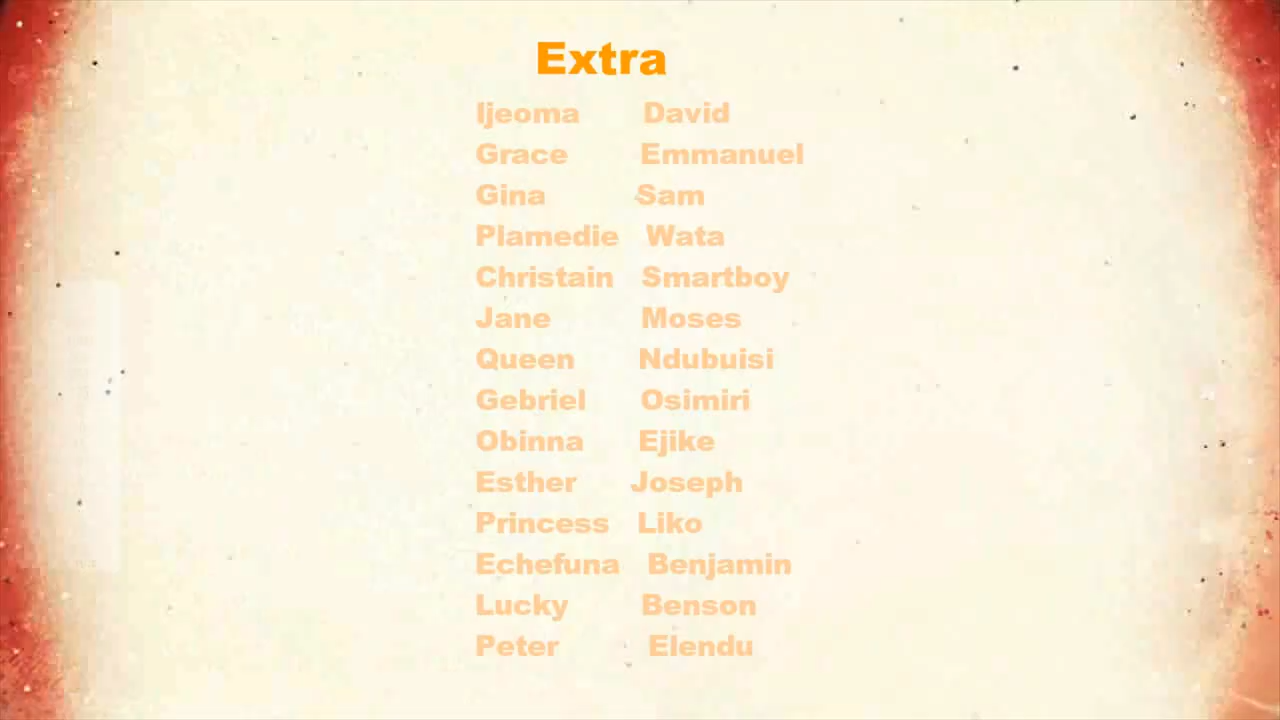 Extra
Ijeoma David
Grace Emmanuel
Gina Sam
Plamedie Wata
Christain Smartboy
Jane Moses
Queen Ndubuisi
Gebriel Osimiri
Obinna Ejike
Esther Joseph
Princess Liko
Echefuna Benjamin
Lucky Benson
Peter Elendu